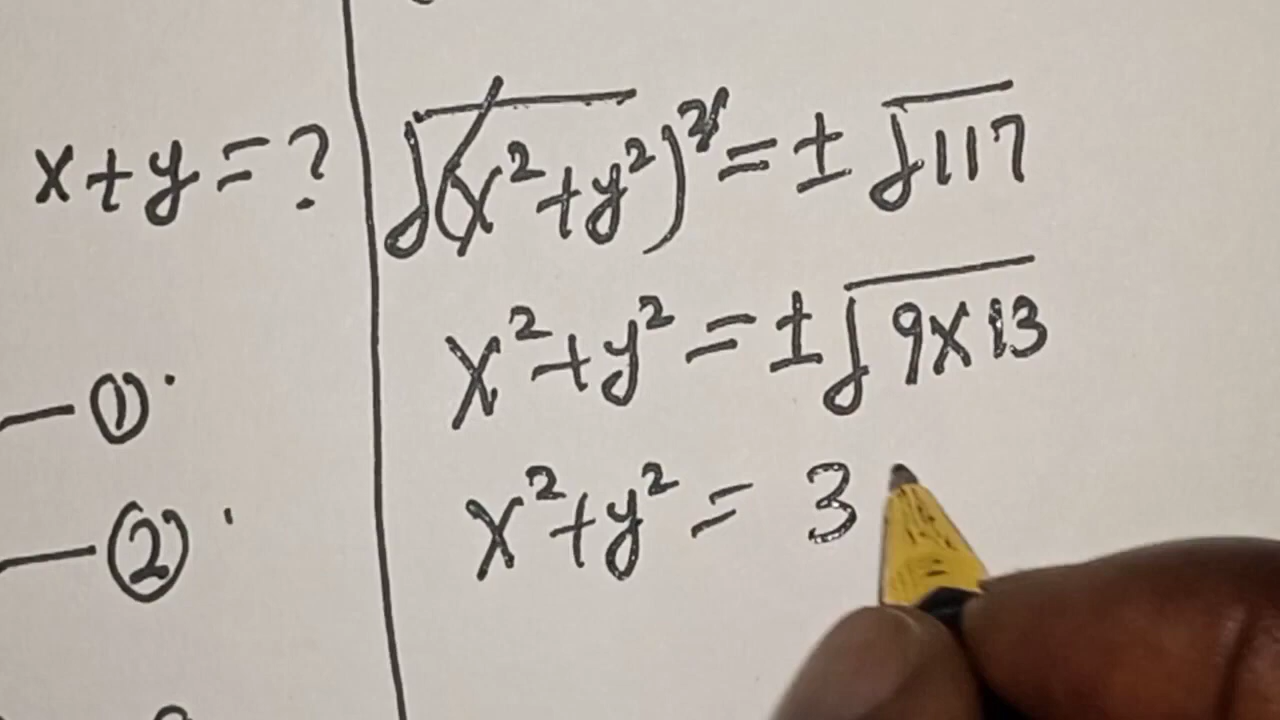 x+y=?
① 
②
√(x²+y²)² = ± √117
x²+y² = ± √9×13
x²+y² = 3